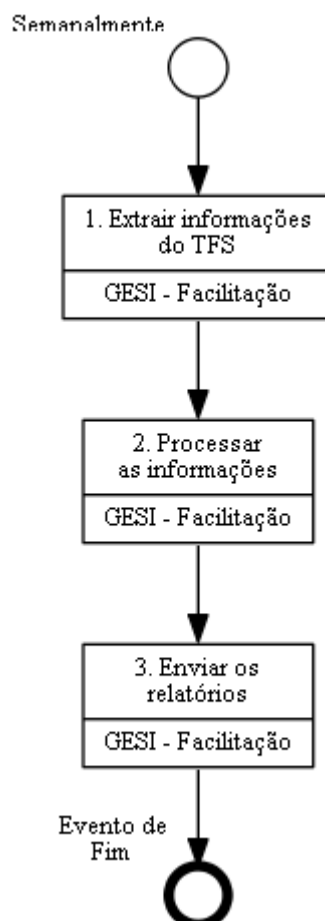 Semanalmente
1. Extrair informações
do TFS
GESI - Facilitação
2. Processar
as informações
GESI - Facilitação
3. Enviar os
relatórios
GESI - Facilitação
Evento de
Fim